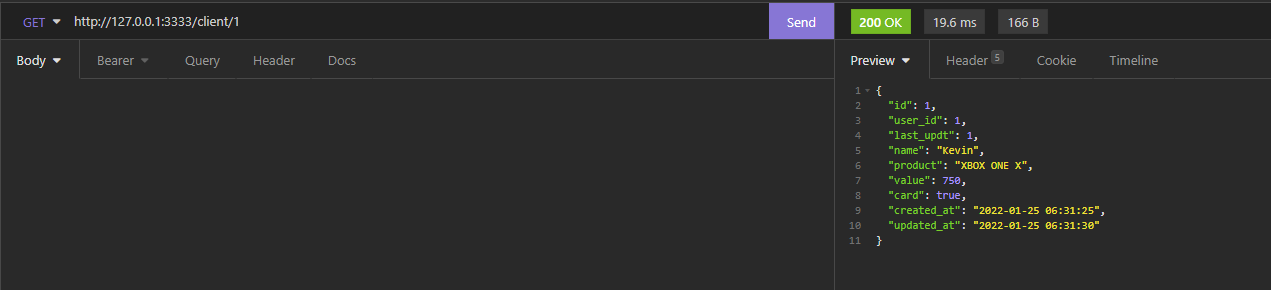 GET http://127.0.0.1:3333/client/1 Send 200 OK 19.6 ms 166 B
Body Bearer Query Header Docs Preview Header 5 Cookie Timeline
1 {
2 "id": 1,
3 "user_id": 1,
4 "last_updt": 1,
5 "name": "Kevin",
6 "product": "XBOX ONE X",
7 "value": 750,
8 "card": true,
9 "created_at": "2022-01-25 06:31:25",
10 "updated_at": "2022-01-25 06:31:30"
11 }